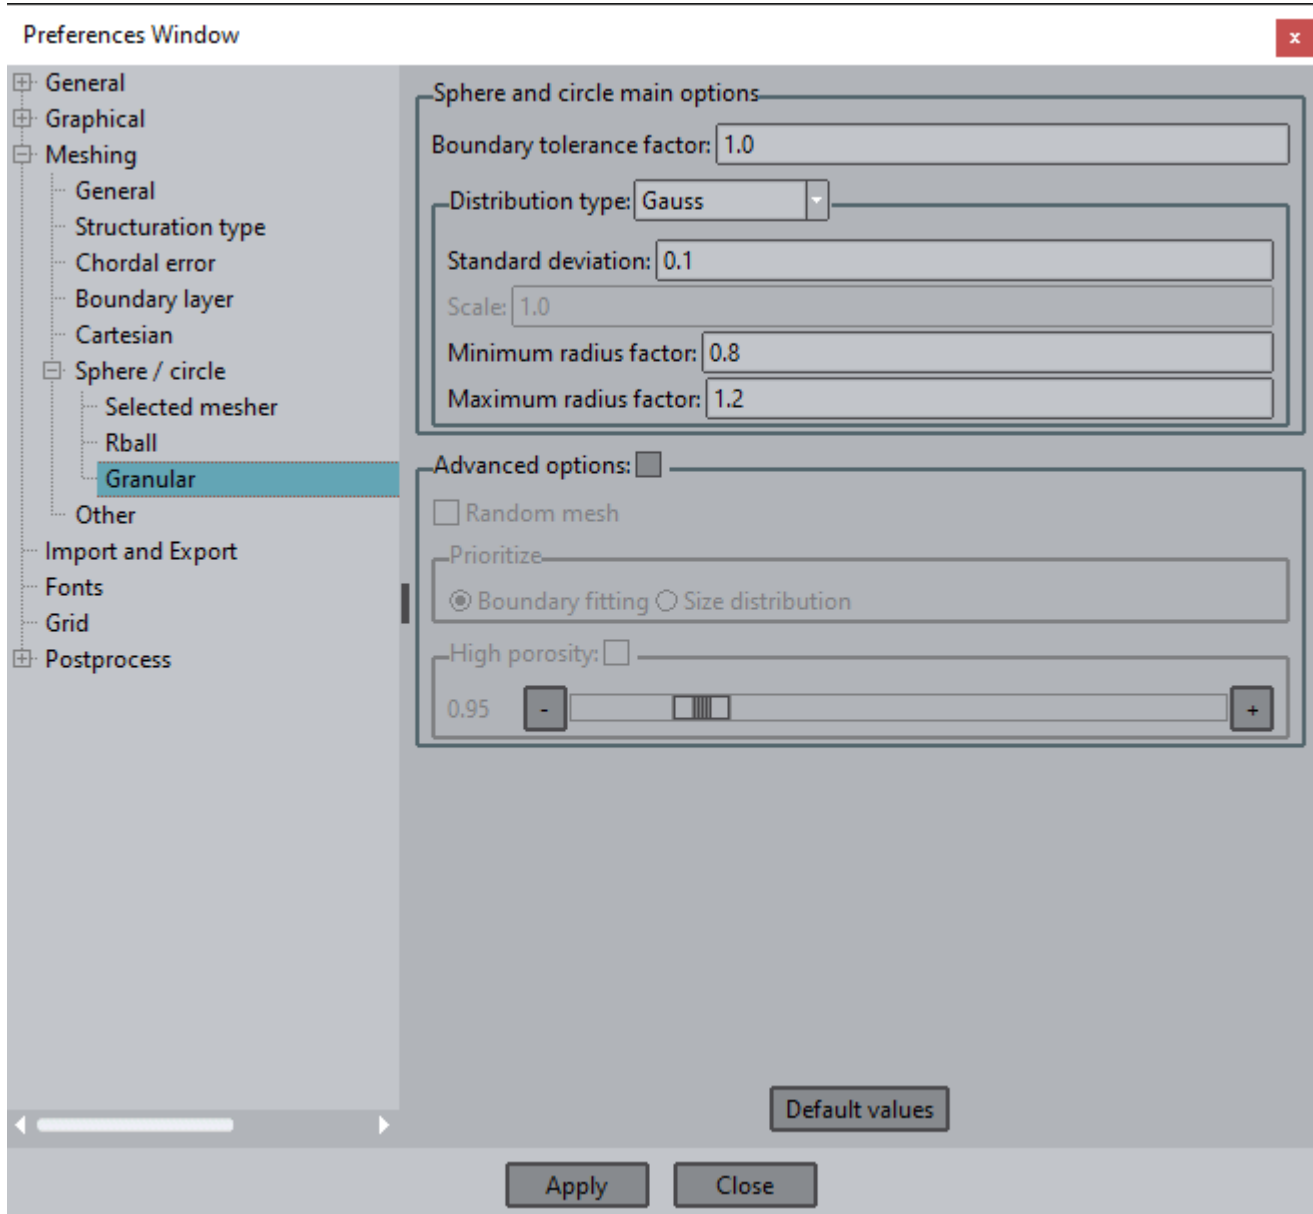 Preferences Window
x
General
Graphical
Meshing
General
Structuration type
Chordal error
Boundary layer
Cartesian
Sphere / circle
Selected mesher
Rball
Granular
Other
Import and Export
Fonts
Grid
Postprocess
Sphere and circle main options
Boundary tolerance factor: 1.0
Distribution type: Gauss
Standard deviation: 0.1
Scale: 1.0
Minimum radius factor: 0.8
Maximum radius factor: 1.2
Advanced options:
Random mesh
Prioritize
Boundary fitting Size distribution
High porosity:
0.95 - +
Default values
Apply Close